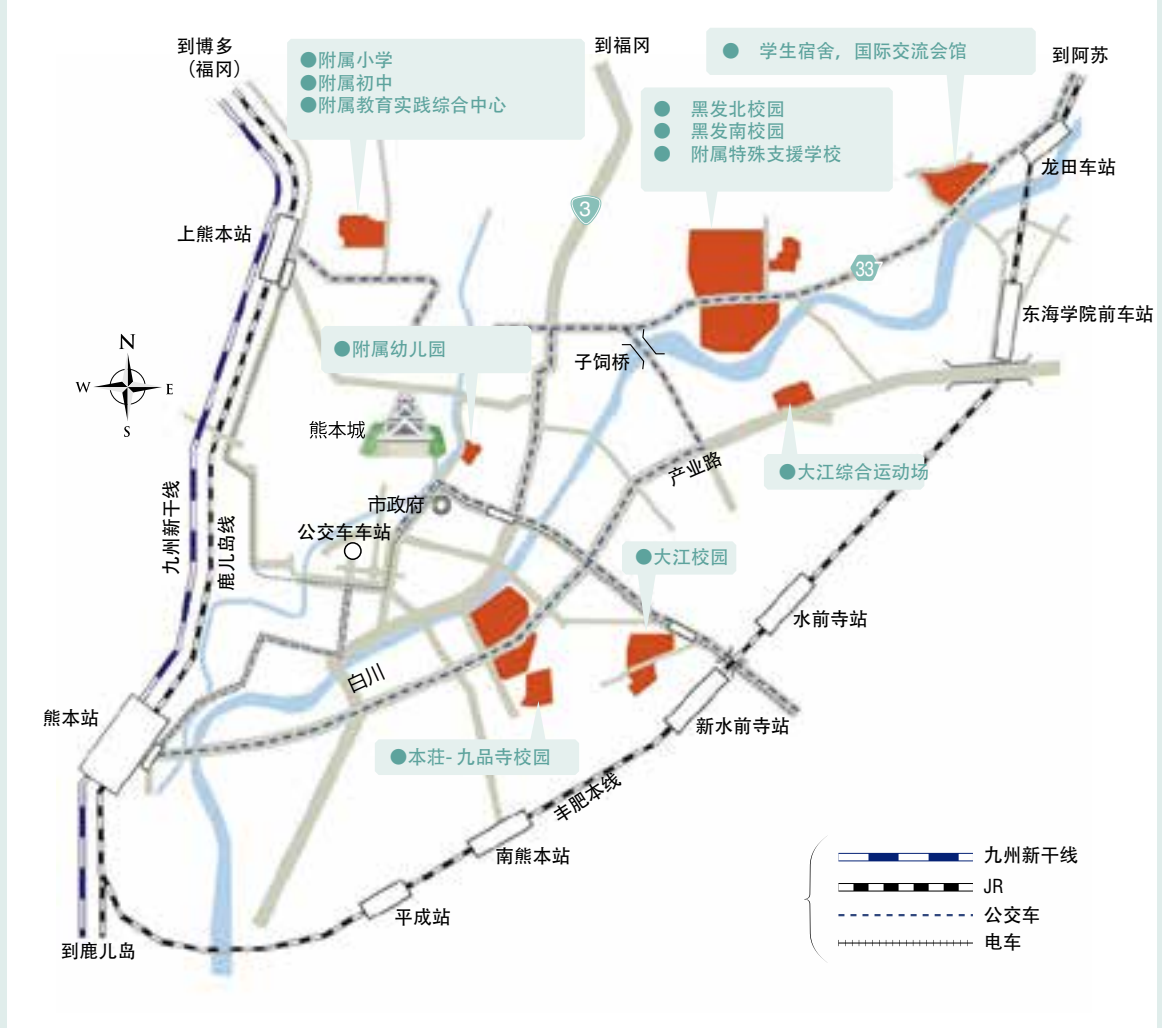 到博多
（福冈）
●附属小学
●附属初中
●附属教育实践综合中心
到福冈
● 学生宿舍，国际交流会馆
到阿苏
● 黑发北校园
● 黑发南校园
● 附属特殊支援学校
龙田车站
3
上熊本站
337
东海学院前车站
N
W
E
S
●附属幼儿园
子饲桥
熊本城
产业路
●大江综合运动场
市政府
公交车车站
九州新干线
鹿儿岛线
●大江校园
水前寺站
白川
熊本站
新水前寺站
●本荘-九品寺校园
丰肥本线
南熊本站
平成站
到鹿儿岛
九州新干线
JR
公交车
电车